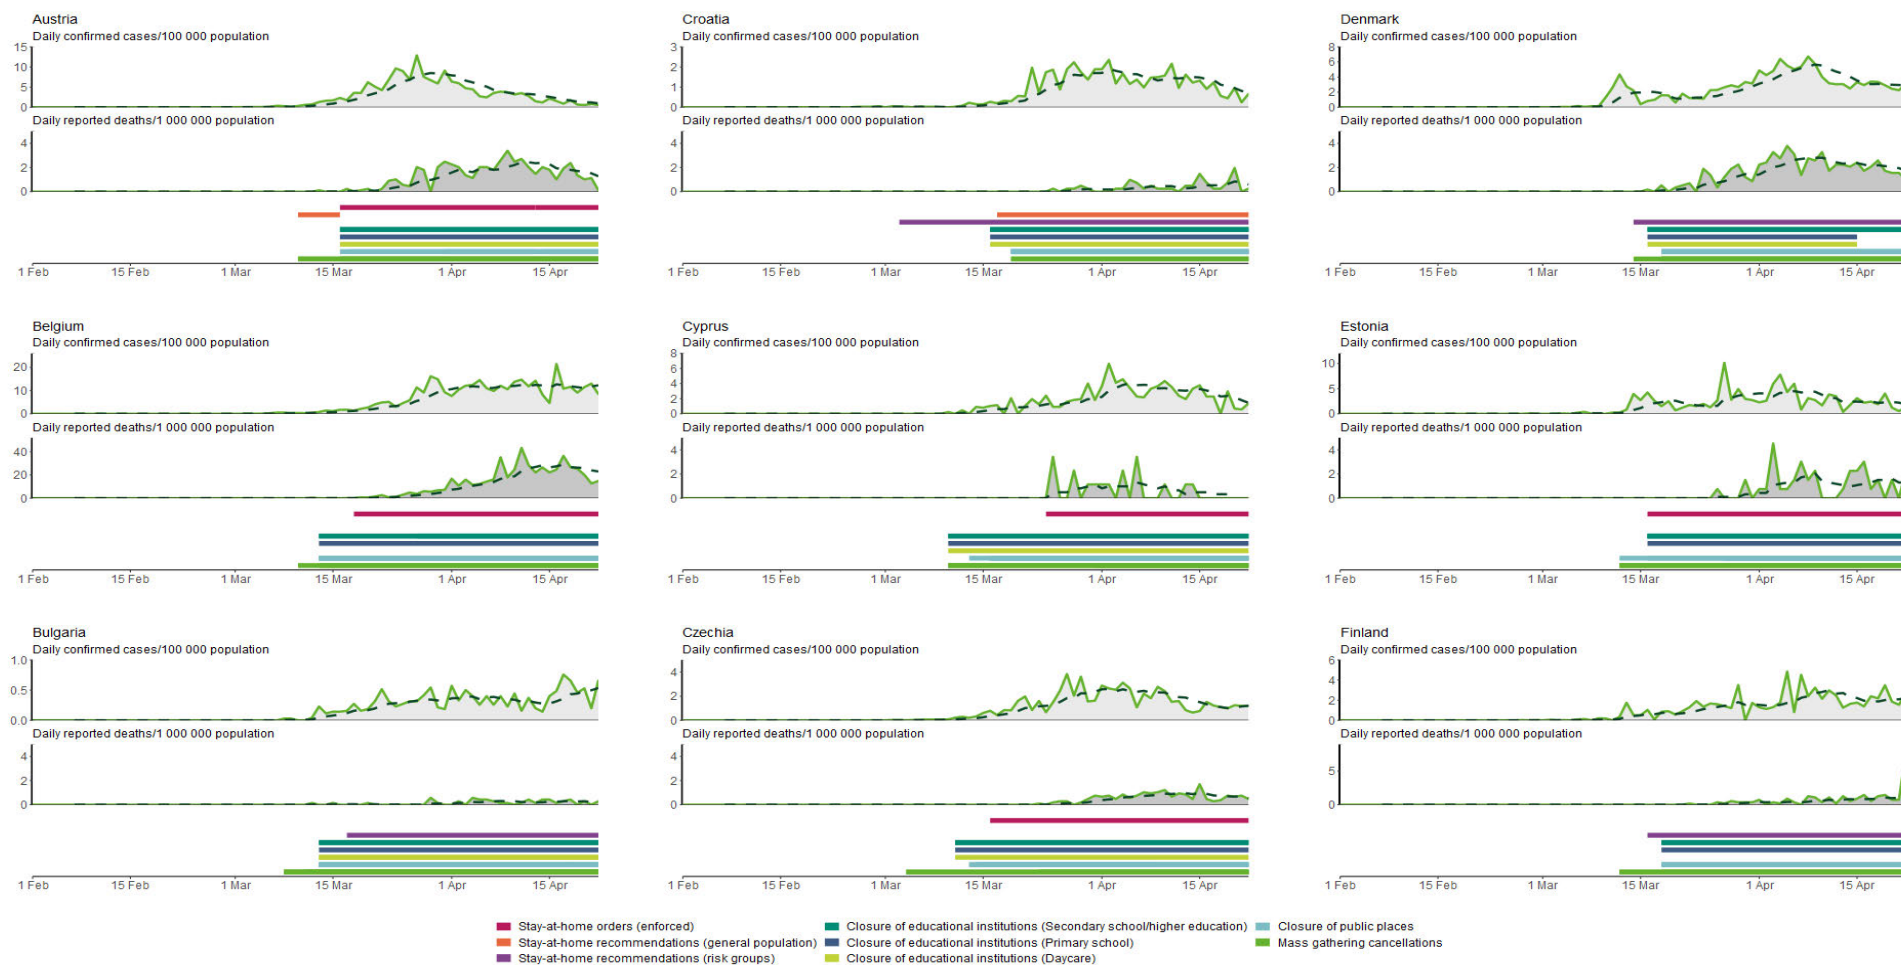 Austria
Daily confirmed cases/100 000 population
15
10
5
0
Daily reported deaths/1 000 000 population
4
2
0
1 Feb 15 Feb 1 Mar 15 Mar 1 Apr 15 Apr
Croatia
Daily confirmed cases/100 000 population
3
2
1
0
Daily reported deaths/1 000 000 population
4
2
0
1 Feb 15 Feb 1 Mar 15 Mar 1 Apr 15 Apr
Denmark
Daily confirmed cases/100 000 population
8
6
4
2
0
Daily reported deaths/1 000 000 population
4
2
0
1 Feb 15 Feb 1 Mar 15 Mar 1 Apr 15 Apr
Belgium
Daily confirmed cases/100 000 population
20
10
0
Daily reported deaths/1 000 000 population
40
20
0
1 Feb 15 Feb 1 Mar 15 Mar 1 Apr 15 Apr
Cyprus
Daily confirmed cases/100 000 population
8
6
4
2
0
Daily reported deaths/1 000 000 population
4
2
0
1 Feb 15 Feb 1 Mar 15 Mar 1 Apr 15 Apr
Estonia
Daily confirmed cases/100 000 population
10
5
0
Daily reported deaths/1 000 000 population
4
2
0
1 Feb 15 Feb 1 Mar 15 Mar 1 Apr 15 Apr
Bulgaria
Daily confirmed cases/100 000 population
1.0
0.5
0.0
Daily reported deaths/1 000 000 population
4
2
0
1 Feb 15 Feb 1 Mar 15 Mar 1 Apr 15 Apr
Czechia
Daily confirmed cases/100 000 population
4
2
0
Daily reported deaths/1 000 000 population
4
2
0
1 Feb 15 Feb 1 Mar 15 Mar 1 Apr 15 Apr
Finland
Daily confirmed cases/100 000 population
6
4
2
0
Daily reported deaths/1 000 000 population
5
0
1 Feb 15 Feb 1 Mar 15 Mar 1 Apr 15 Apr
Stay-at-home orders (enforced)
Stay-at-home recommendations (general population)
Stay-at-home recommendations (risk groups)
Closure of educational institutions (Secondary school/higher education)
Closure of educational institutions (Primary school)
Closure of educational institutions (Daycare)
Closure of public places
Mass gathering cancellations